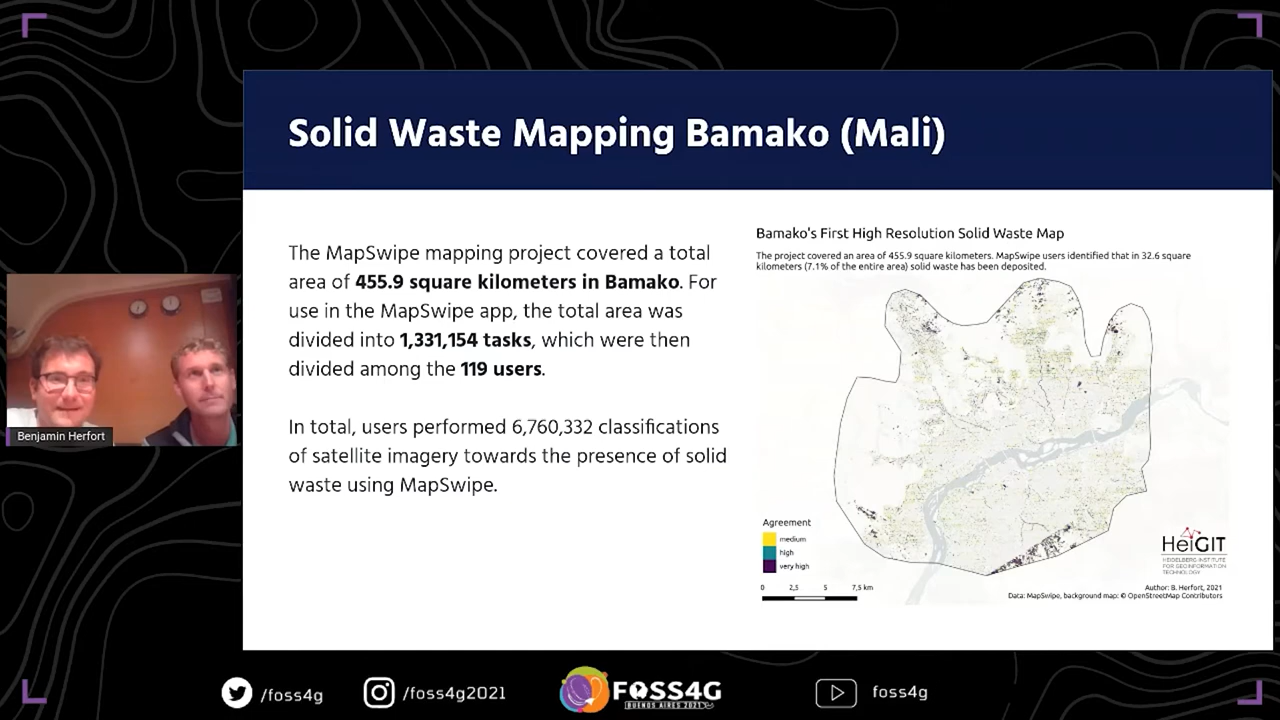 Solid Waste Mapping Bamako (Mali)
The MapSwipe mapping project covered a total
area of 455.9 square kilometers in Bamako. For
use in the MapSwipe app, the total area was
divided into 1,331,154 tasks, which were then
divided among the 119 users.
In total, users performed 6,760,332 classifications
of satellite imagery towards the presence of solid
waste using MapSwipe.
Bamako's First High Resolution Solid Waste Map
The project covered an area of 455.9 square kilometers. MapSwipe users identified that in 32.6 square
kilometers (7.1% of the entire area) solid waste has been deposited.
Agreement
medium
high
very high
0 2,5 5 7,5 km
HeiGIT
HEIDELBERG INSTITUTE
FOR GEOINFORMATION
TECHNOLOGY
Author: B. Herfort, 2021
Data: MapSwipe, background map: © OpenStreetMap Contributors
Benjamin Herfort
/foss4g
/foss4g2021
FOSS4G
BUENOS AIRES 2021
foss4g